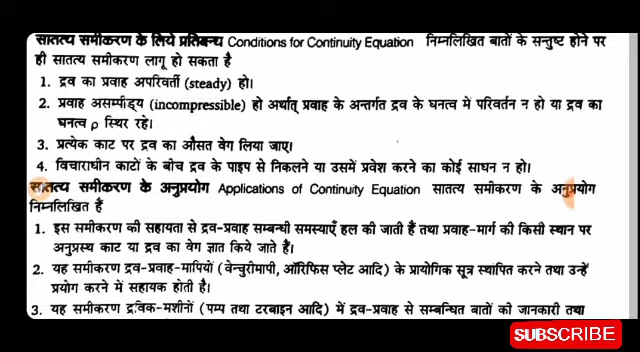 सातत्य समीकरण के लिये प्रतिबन्ध Conditions for Continuity Equation निम्नलिखित बातों के सन्तुष्ट होने पर
ही सातत्य समीकरण लागू हो सकता है
1. द्रव का प्रवाह अपरिवर्ती (steady) हो।
2. प्रवाह असम्पीड्य (incompressible) हो अर्थात् प्रवाह के अन्तर्गत द्रव के घनत्व में परिवर्तन न हो या द्रव का
घनत्व ρ स्थिर रहे।
3. प्रत्येक काट पर द्रव का औसत वेग लिया जाए।
4. विचाराधीन काटों के बीच द्रव के पाइप से निकलने या उसमें प्रवेश करने का कोई साधन न हो।
सातत्य समीकरण के अनुप्रयोग Applications of Continuity Equation सातत्य समीकरण के अनुप्रयोग
निम्नलिखित हैं
1. इस समीकरण की सहायता से द्रव-प्रवाह सम्बन्धी समस्याएँ हल की जाती हैं तथा प्रवाह-मार्ग की किसी स्थान पर
अनुप्रस्थ काट या द्रव का वेग ज्ञात किये जाते हैं।
2. यह समीकरण द्रव-प्रवाह-मापियों (वेन्चुरीमापी, ऑरिफिस प्लेट आदि) के प्रायोगिक सूत्र स्थापित करने तथा उन्हें
प्रयोग करने में सहायक होती है।
3. यह समीकरण द्रविक-मशीनों (पम्प तथा टरबाइन आदि) में द्रव-प्रवाह से सम्बन्धित बातों की जानकारी तथा
SUBSCRIBE